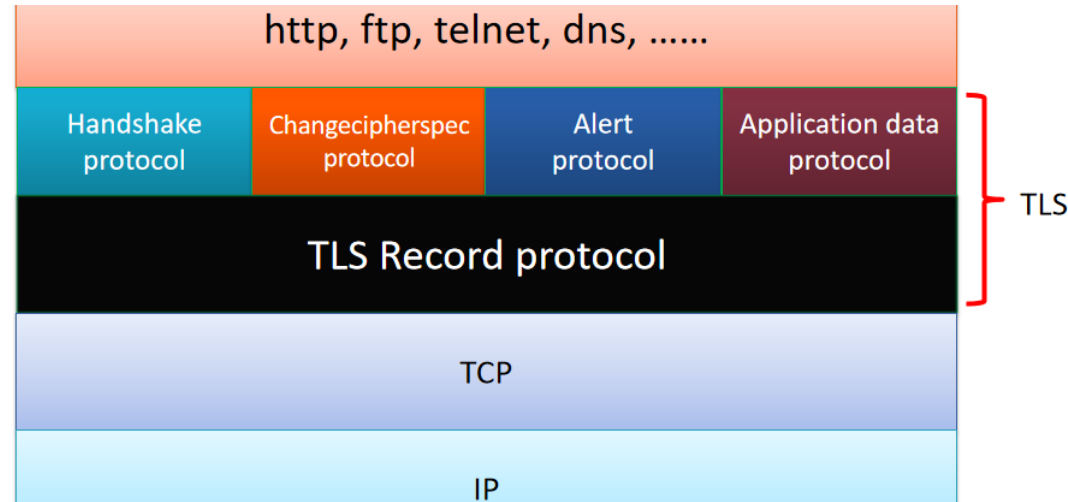 http, ftp, telnet, dns, ......
Handshake
protocol
Changecipherspec
protocol
Alert
protocol
Application data
protocol
TLS
TLS Record protocol
TCP
IP